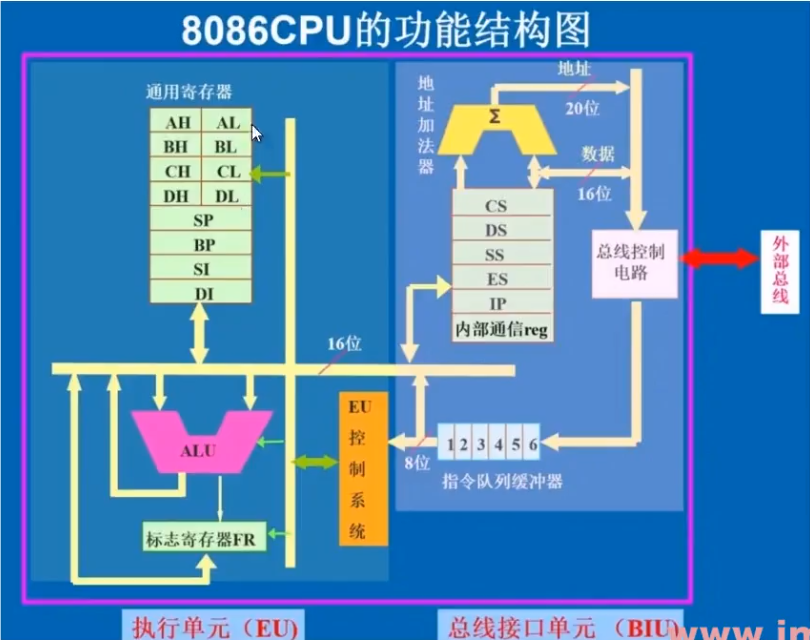 8086CPU的功能结构图
通用寄存器
AH AL
BH BL
CH CL
DH DL
SP
BP
SI
DI
16位
ALU
标志寄存器FR
EU
控
制
系
统
地
址
加
法
器
Σ
地址
20位
数据
16位
CS
DS
SS
ES
IP
内部通信reg
总线控制
电路
外
部
总
线
1 2 3 4 5 6
8位
指令队列缓冲器
执行单元（EU)
总线接口单元 （BIU)
www.in